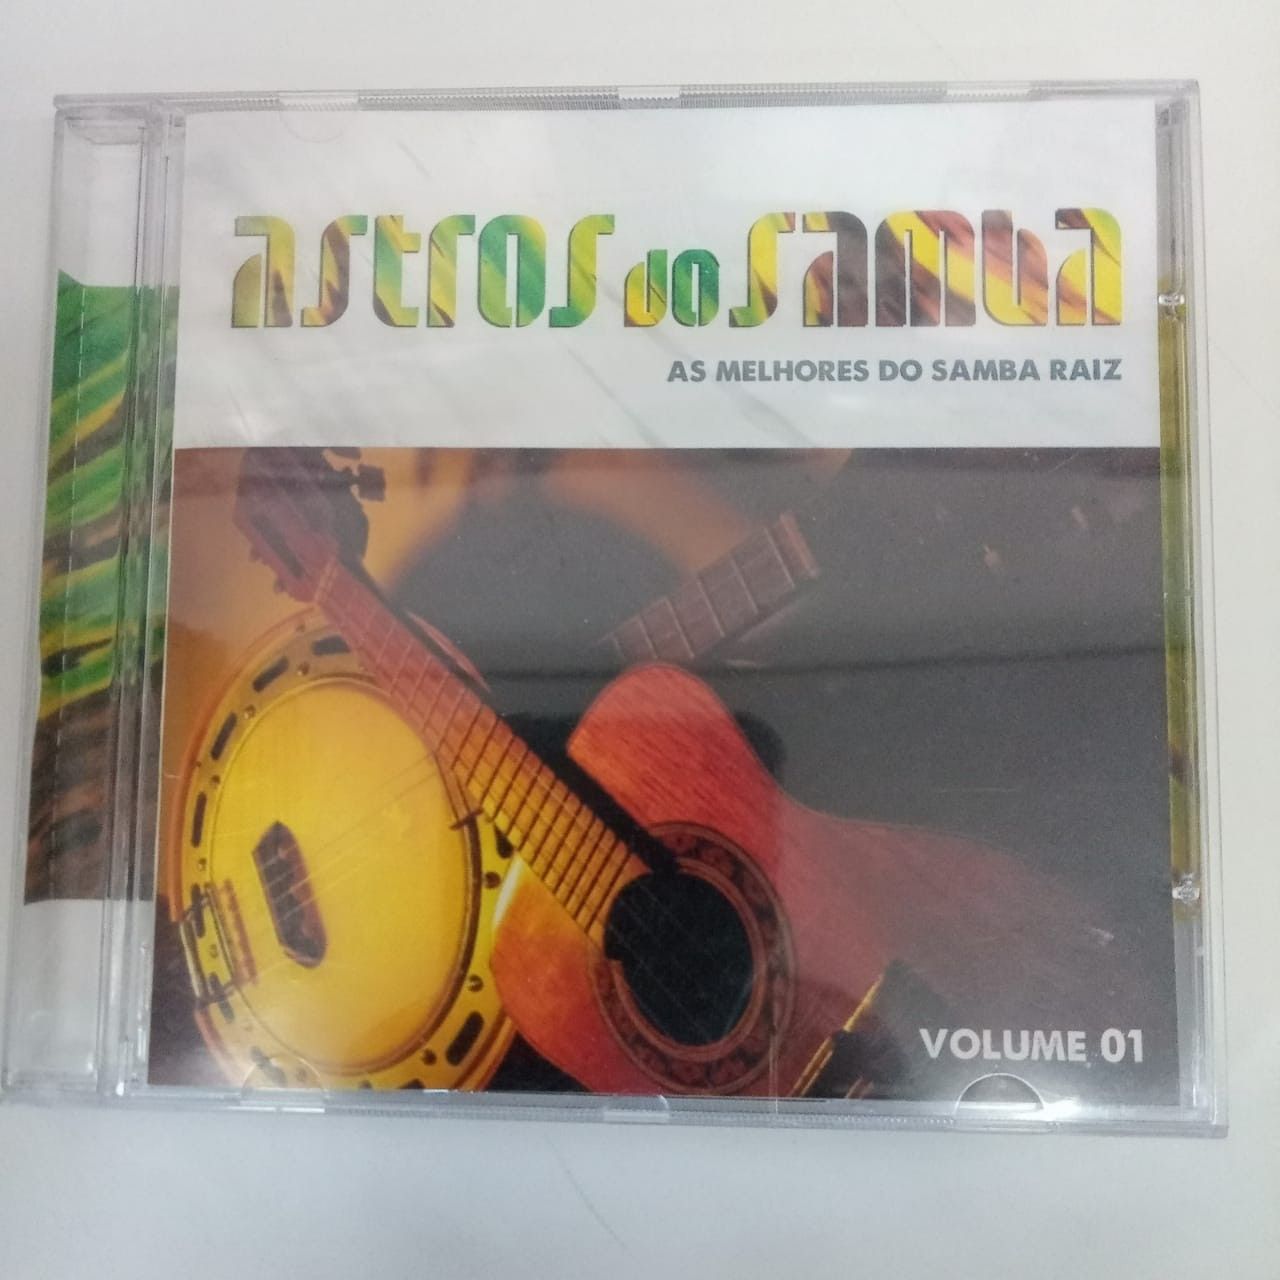 astros do samba
AS MELHORES DO SAMBA RAIZ
VOLUME 01